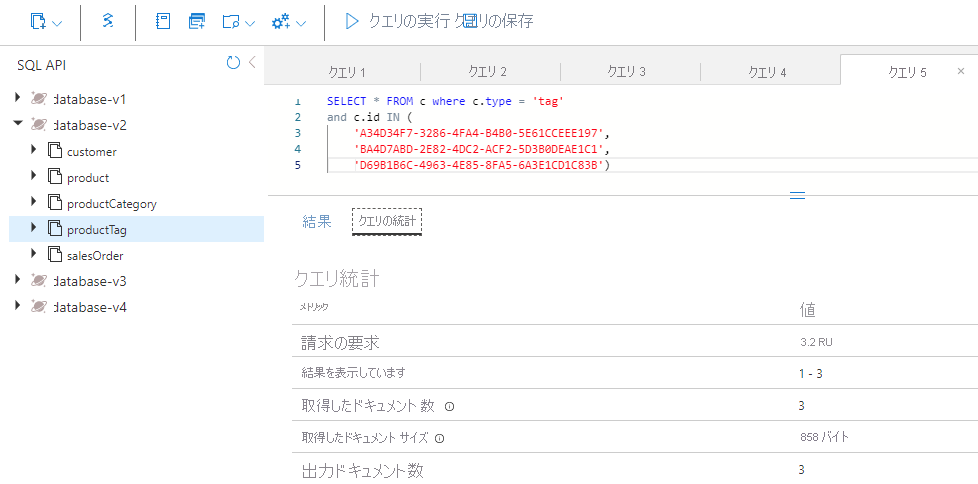 クエリの実行 クエリの保存
SQL API
database-v1
database-v2
customer
product
productCategory
productTag
salesOrder
database-v3
database-v4
クエリ 1
クエリ 2
クエリ 3
クエリ 4
クエリ 5
1 SELECT * FROM c where c.type = 'tag'
2 and c.id IN (
3 'A34D34F7-3286-4FA4-B4B0-5E61CCEEE197',
4 'BA4D7ABD-2E82-4DC2-ACF2-5D3B0DEAE1C1',
5 'D69B1B6C-4963-4E85-8FA5-6A3E1CD1C83B')
結果
クエリの統計
クエリ統計
メトリック 値
請求の要求 3.2 RU
結果を表示しています 1 - 3
取得したドキュメント 数 3
取得したドキュメント サイズ 858 バイト
出力ドキュメント数 3